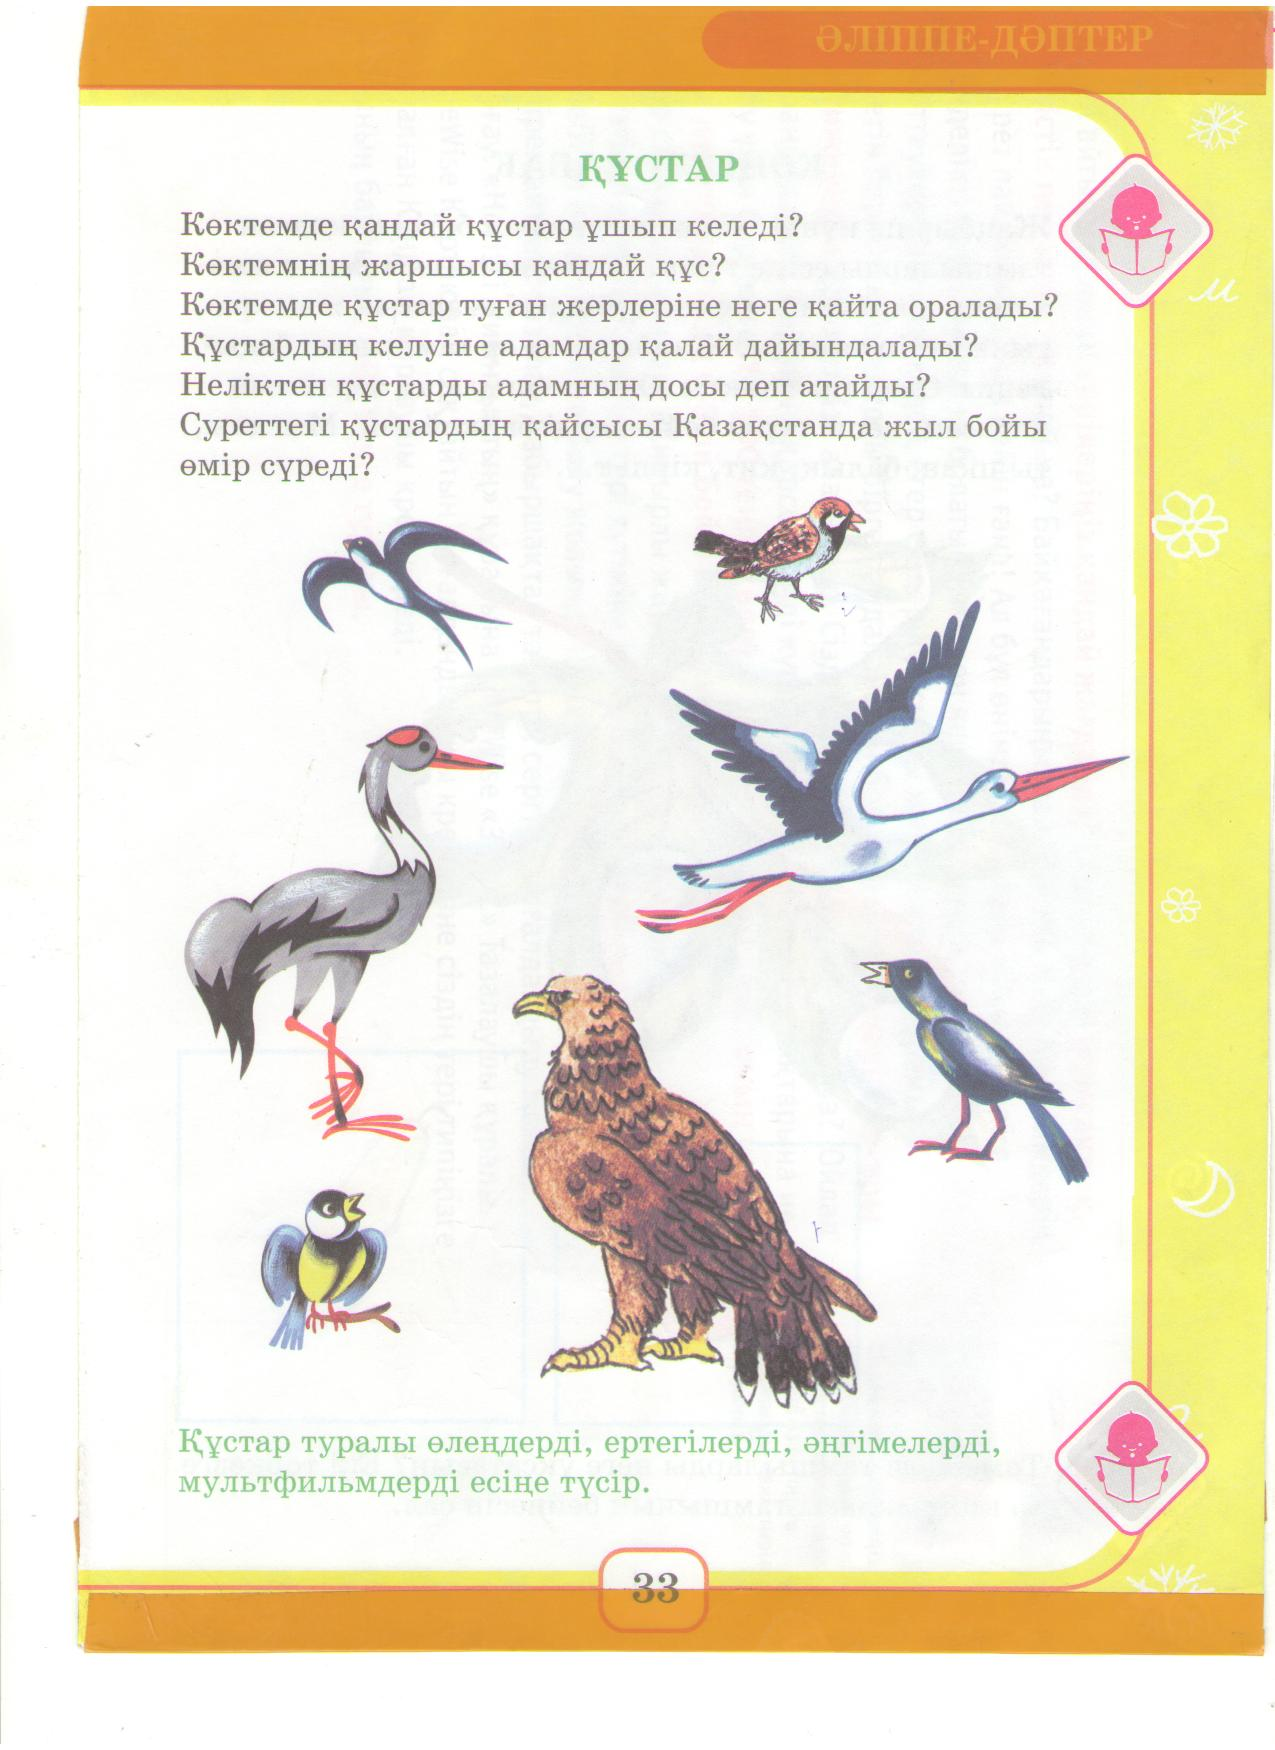 ӘЛІППЕ-ДӘПТЕР
ҚҰСТАР
Көктемде қандай құстар ұшып келеді?
Көктемнің жаршысы қандай құс?
Көктемде құстар туған жерлеріне неге қайта оралады?
Құстардың келуіне адамдар қалай дайындалады?
Неліктен құстарды адамның досы деп атайды?
Суреттегі құстардың қайсысы Қазақстанда жыл бойы
өмір сүреді?
Құстар туралы өлеңдерді, ертегілерді, әңгімелерді,
мультфильмдерді есіңе түсір.
33